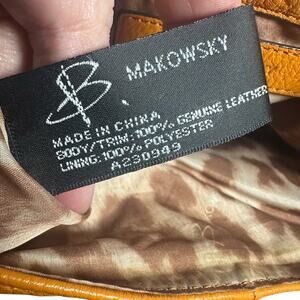 B. MAKOWSKY
MADE IN CHINA
BODY/TRIM: 100% GENUINE LEATHER
LINING: 100% POLYESTER
A230949